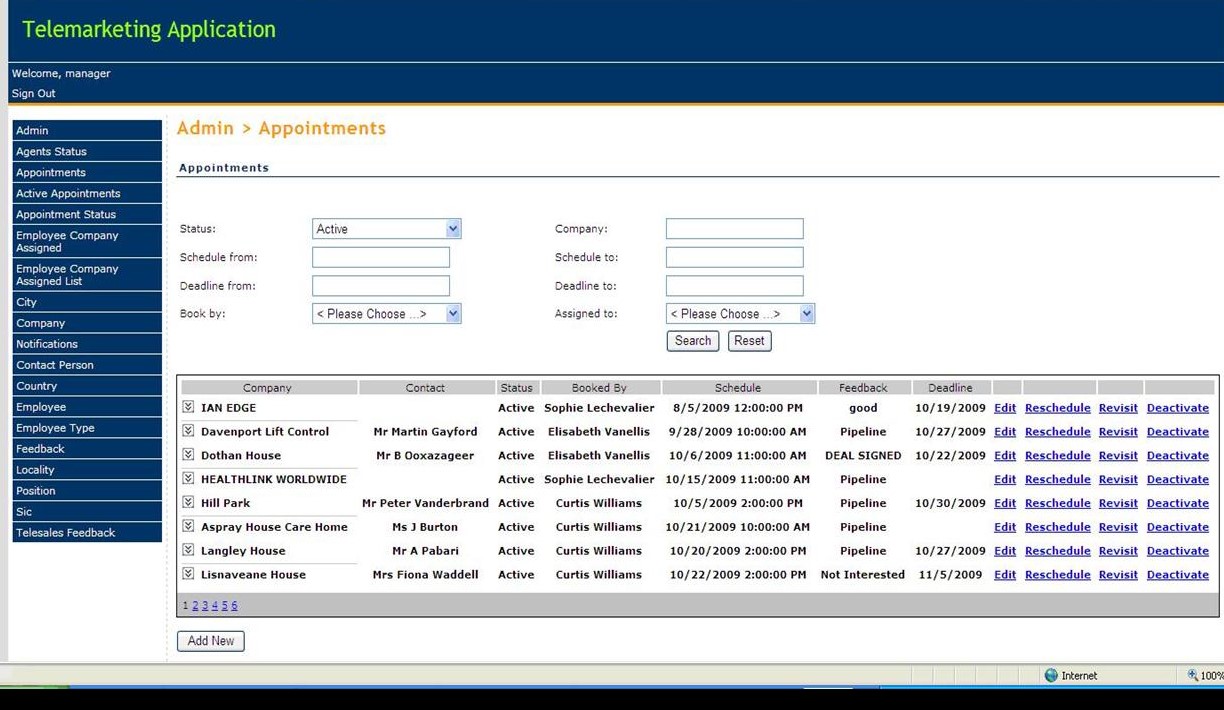 Telemarketing Application
Welcome, manager
Sign Out
Admin
Agents Status
Appointments
Active Appointments
Appointment Status
Employee Company
Assigned
Employee Company
Assigned List
City
Company
Notifications
Contact Person
Country
Employee
Employee Type
Feedback
Locality
Position
Sic
Telesales Feedback
Admin > Appointments
Appointments
Status: Active Company:
Schedule from: Schedule to:
Deadline from: Deadline to:
Book by: < Please Choose ...> Assigned to: < Please Choose ...>
Search Reset
Company Contact Status Booked By Schedule Feedback Deadline
IAN EDGE Active Sophie Lechevalier 8/5/2009 12:00:00 PM good 10/19/2009 Edit Reschedule Revisit Deactivate
Davenport Lift Control Mr Martin Gayford Active Elisabeth Vanellis 9/28/2009 10:00:00 AM Pipeline 10/27/2009 Edit Reschedule Revisit Deactivate
Dothan House Mr B Ooxazageer Active Elisabeth Vanellis 10/6/2009 11:00:00 AM DEAL SIGNED 10/22/2009 Edit Reschedule Revisit Deactivate
HEALTHLINK WORLDWIDE Active Sophie Lechevalier 10/15/2009 11:00:00 AM Pipeline Edit Reschedule Revisit Deactivate
Hill Park Mr Peter Vanderbrand Active Curtis Williams 10/5/2009 2:00:00 PM Pipeline 10/30/2009 Edit Reschedule Revisit Deactivate
Aspray House Care Home Ms J Burton Active Curtis Williams 10/21/2009 10:00:00 AM Pipeline Edit Reschedule Revisit Deactivate
Langley House Mr A Pabari Active Curtis Williams 10/20/2009 2:00:00 PM Pipeline 10/27/2009 Edit Reschedule Revisit Deactivate
Lisnaveane House Mrs Fiona Waddell Active Curtis Williams 10/22/2009 2:00:00 PM Not Interested 11/5/2009 Edit Reschedule Revisit Deactivate
1 2 3 4 5 6
Add New
Internet 100%